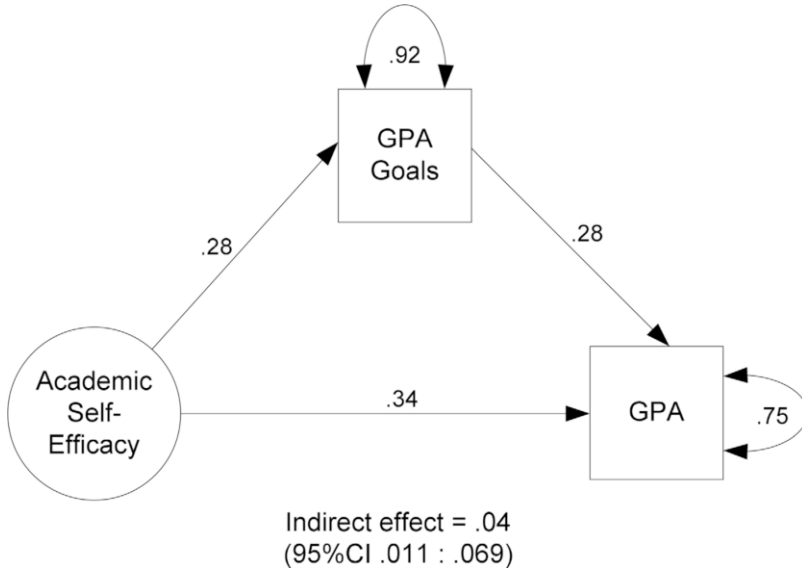 .92
GPA
Goals
.28
.28
Academic
Self-
Efficacy
.34
GPA
.75
Indirect effect = .04
(95%CI .011 : .069)